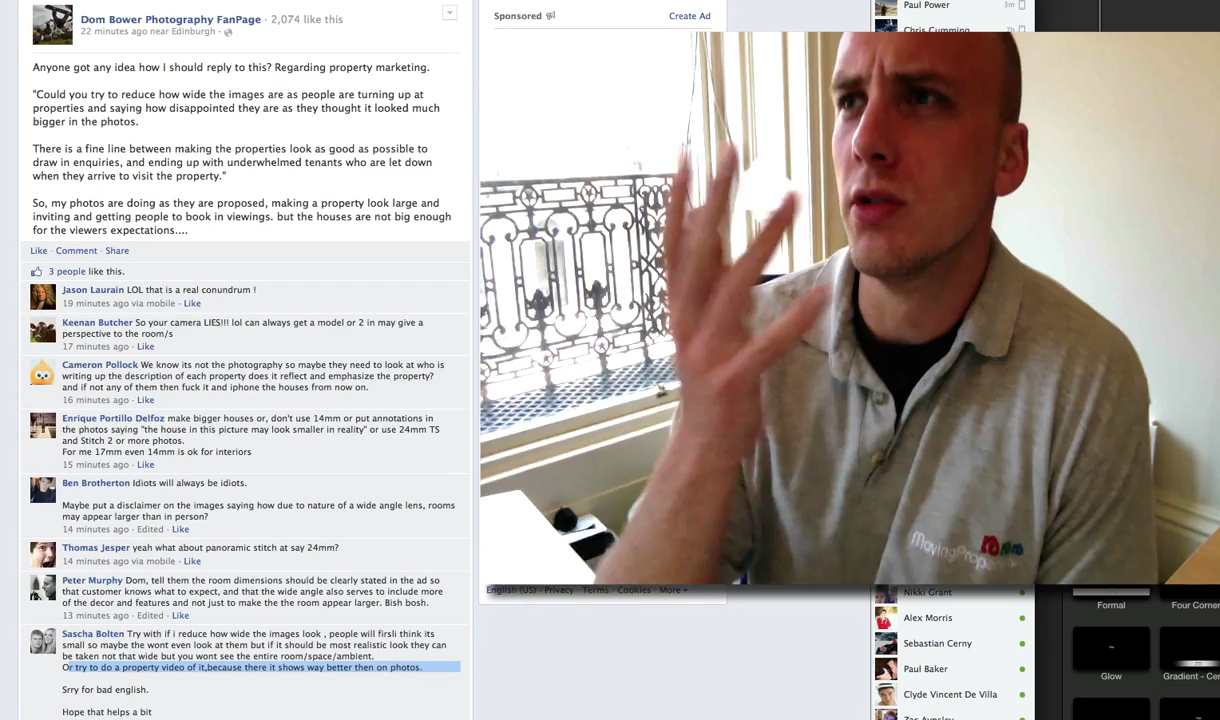 Dom Bower Photography FanPage · 2,074 like this
22 minutes ago near Edinburgh ·
Anyone got any idea how I should reply to this? Regarding property marketing.
"Could you try to reduce how wide the images are as people are turning up at
properties and saying how disappointed they are as they thought it looked much
bigger in the photos.
There is a fine line between making the properties look as good as possible to
draw in enquiries, and ending up with underwhelmed tenants who are let down
when they arrive to visit the property."
So, my photos are doing as they are proposed, making a property look large and
inviting and getting people to book in viewings. but the houses are not big enough
for the viewers expectations....
Like · Comment · Share
3 people like this.
Jason Laurain LOL that is a real conundrum !
19 minutes ago via mobile · Like
Keenan Butcher So your camera LIES!!! lol can always get a model or 2 in may give a
perspective to the room/s
17 minutes ago · Like
Cameron Pollock We know its not the photography so maybe they need to look at who is
writing up the description of each property does it reflect and emphasize the property?
and if not any of them then fuck it and iphone the houses from now on.
16 minutes ago · Like
Enrique Portillo Delfoz make bigger houses or, don't use 14mm or put annotations in
the photos saying "the house in this picture may look smaller in reality" or use 24mm TS
and Stitch 2 or more photos.
For me 17mm even 14mm is ok for interiors
15 minutes ago · Like
Ben Brotherton Idiots will always be idiots.
Maybe put a disclaimer on the images saying how due to nature of a wide angle lens, rooms
may appear larger than in person?
14 minutes ago · Edited · Like
Thomas Jesper yeah what about panoramic stitch at say 24mm?
14 minutes ago via mobile · Like
Peter Murphy Dom, tell them the room dimensions should be clearly stated in the ad so
that customer knows what to expect, and that the wide angle also serves to include more
of the decor and features and not just to make the the room appear larger. Bish bosh.
13 minutes ago · Edited · Like
Sascha Bolten Try with if i reduce how wide the images look , people will firsli think its
small so maybe the wont even look at them but if it should be most realistic look they can
be taken not that wide but you wont see the entire room/space/ambient.
Or try to do a property video of it,because there it shows way better then on photos.
Srry for bad english.
Hope that helps a bit
Sponsored
Create Ad
English (US) · Privacy · Terms · Cookies · More
Paul Power 3m
Chris Cumming 7h
Nikki Grant
Alex Morris
Sebastian Cerny
Paul Baker
Clyde Vincent De Villa
Zac Aynsley
Formal
Four Corner
Glow
Gradient - Cen